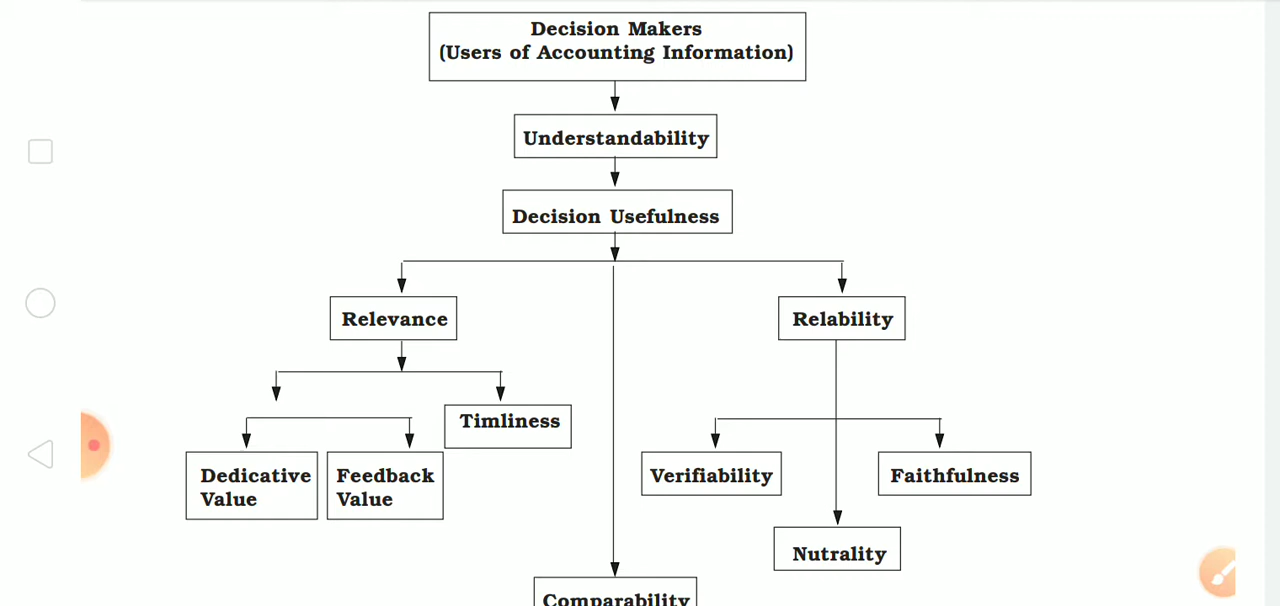 Decision Makers
(Users of Accounting Information)
Understandability
Decision Usefulness
Relevance
Relability
Timliness
Dedicative
Value
Feedback
Value
Verifiability
Faithfulness
Nutrality
Comparability